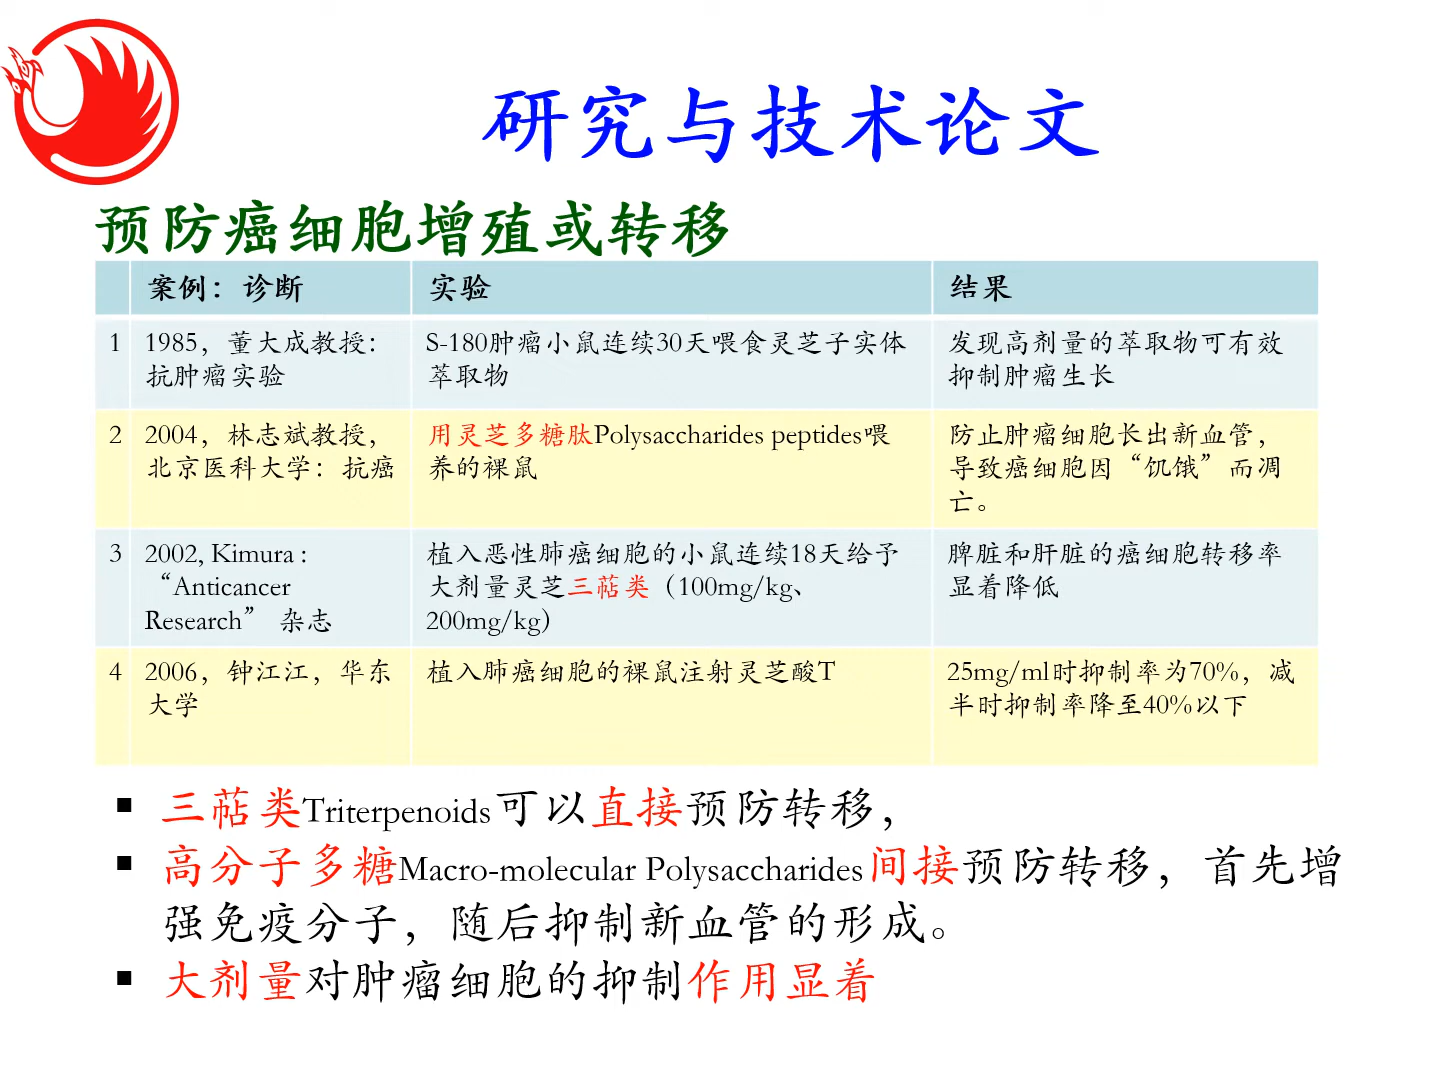 研究与技术论文
预防癌细胞增殖或转移
案例：诊断
实验
结果
1
1985，董大成教授：
抗肿瘤实验
S-180肿瘤小鼠连续30天喂食灵芝子实体
萃取物
发现高剂量的萃取物可有效
抑制肿瘤生长
2
2004，林志斌教授，
北京医科大学：抗癌
用灵芝多糖肽Polysaccharides peptides喂
养的裸鼠
防止肿瘤细胞长出新血管，
导致癌细胞因“饥饿”而凋
亡。
3
2002, Kimura :
“Anticancer
Research” 杂志
植入恶性肺癌细胞的小鼠连续18天给予
大剂量灵芝三萜类（100mg/kg、
200mg/kg）
脾脏和肝脏的癌细胞转移率
显着降低
4
2006，钟江江，华东
大学
植入肺癌细胞的裸鼠注射灵芝酸T
25mg/ml时抑制率为70%，减
半时抑制率降至40%以下
▪ 三萜类Triterpenoids可以直接预防转移，
▪ 高分子多糖Macro-molecular Polysaccharides间接预防转移，首先增
强免疫分子，随后抑制新血管的形成。
▪ 大剂量对肿瘤细胞的抑制作用显着